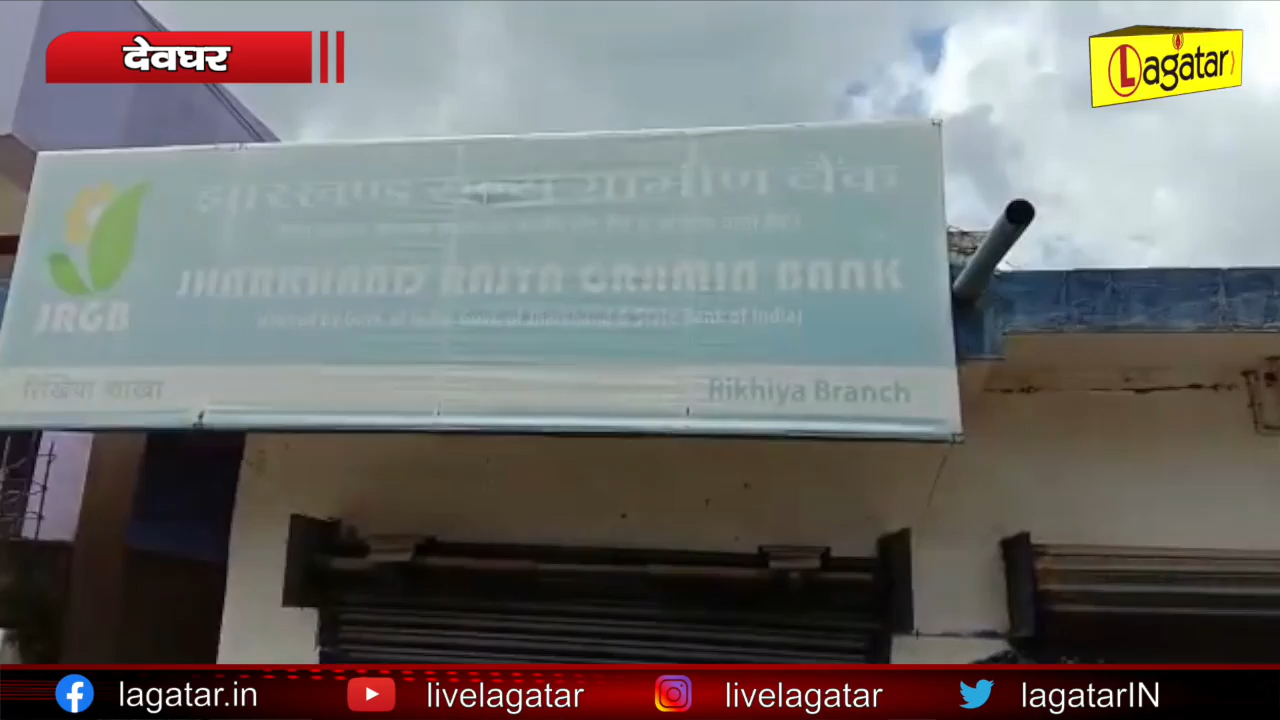 देवघर
Lagatar
झारखण्ड राज्य ग्रामीण बैंक
JHARKHAND RAJYA GRAMIN BANK
JRGB
रिखिया शाखा
Rikhiya Branch
lagatar.in
livelagatar
livelagatar
lagatarIN